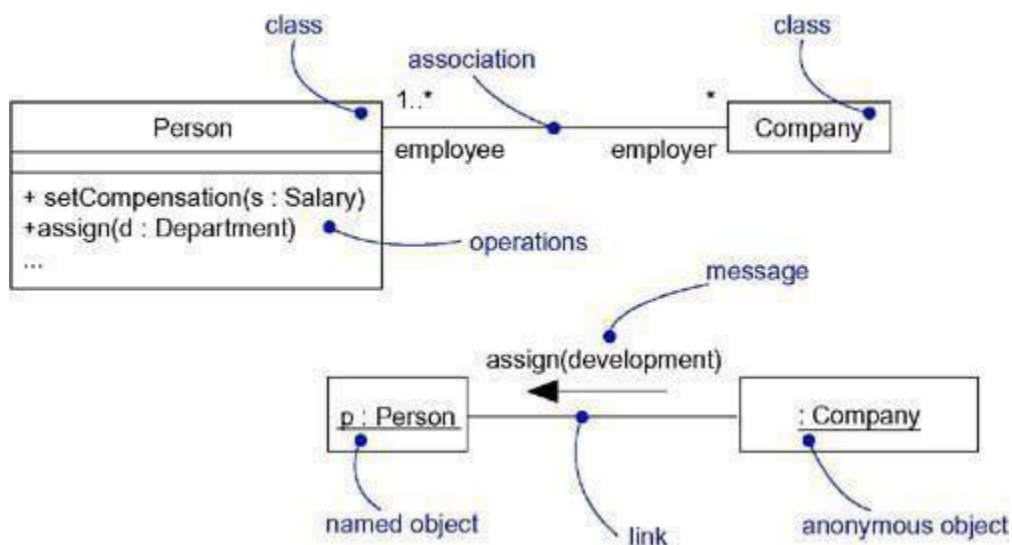 class
class
association
1..*
*
Person
Company
employee
employer
+ setCompensation(s : Salary)
+assign(d : Department)
...
operations
message
assign(development)
p : Person
: Company
named object
link
anonymous object